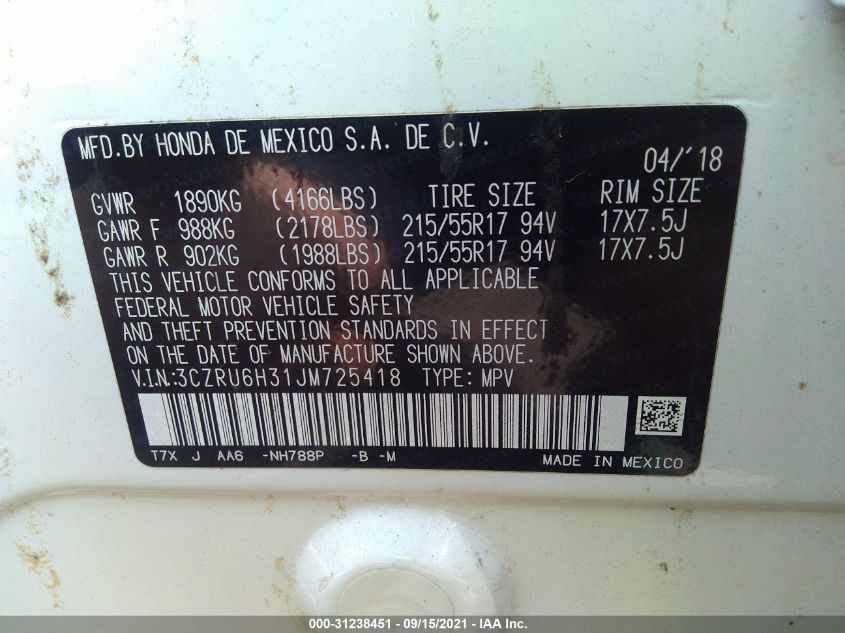 MFD.BY HONDA DE MEXICO S.A. DE C.V.
04/'18
GVWR 1890KG (4166LBS) TIRE SIZE RIM SIZE
GAWR F 988KG (2178LBS) 215/55R17 94V 17X7.5J
GAWR R 902KG (1988LBS) 215/55R17 94V 17X7.5J
THIS VEHICLE CONFORMS TO ALL APPLICABLE
FEDERAL MOTOR VEHICLE SAFETY
AND THEFT PREVENTION STANDARDS IN EFFECT
ON THE DATE OF MANUFACTURE SHOWN ABOVE.
V.I.N:3CZRU6H31JM725418 TYPE: MPV
T7X J AA6 -NH788P -B -M MADE IN MEXICO
000-31238451 - 09/15/2021 - © IAA, Inc.